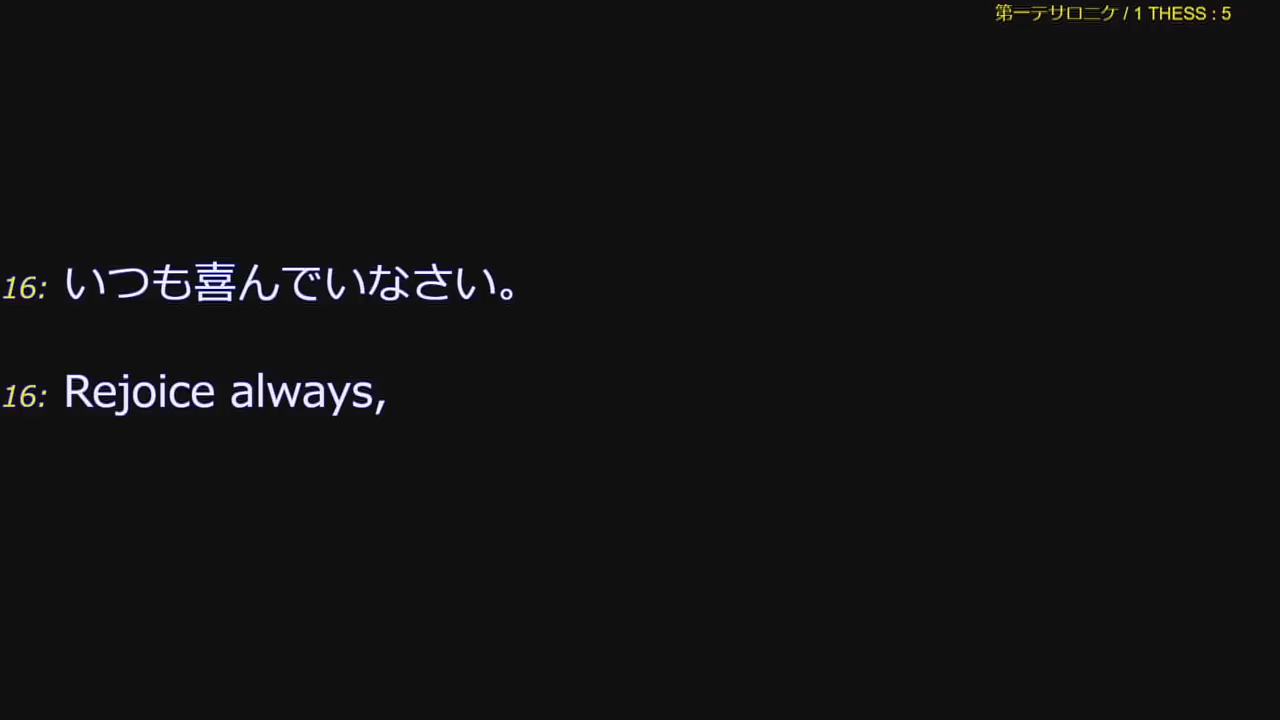 第一テサロニケ / 1 THESS : 5
16: いつも喜んでいなさい。
16: Rejoice always,